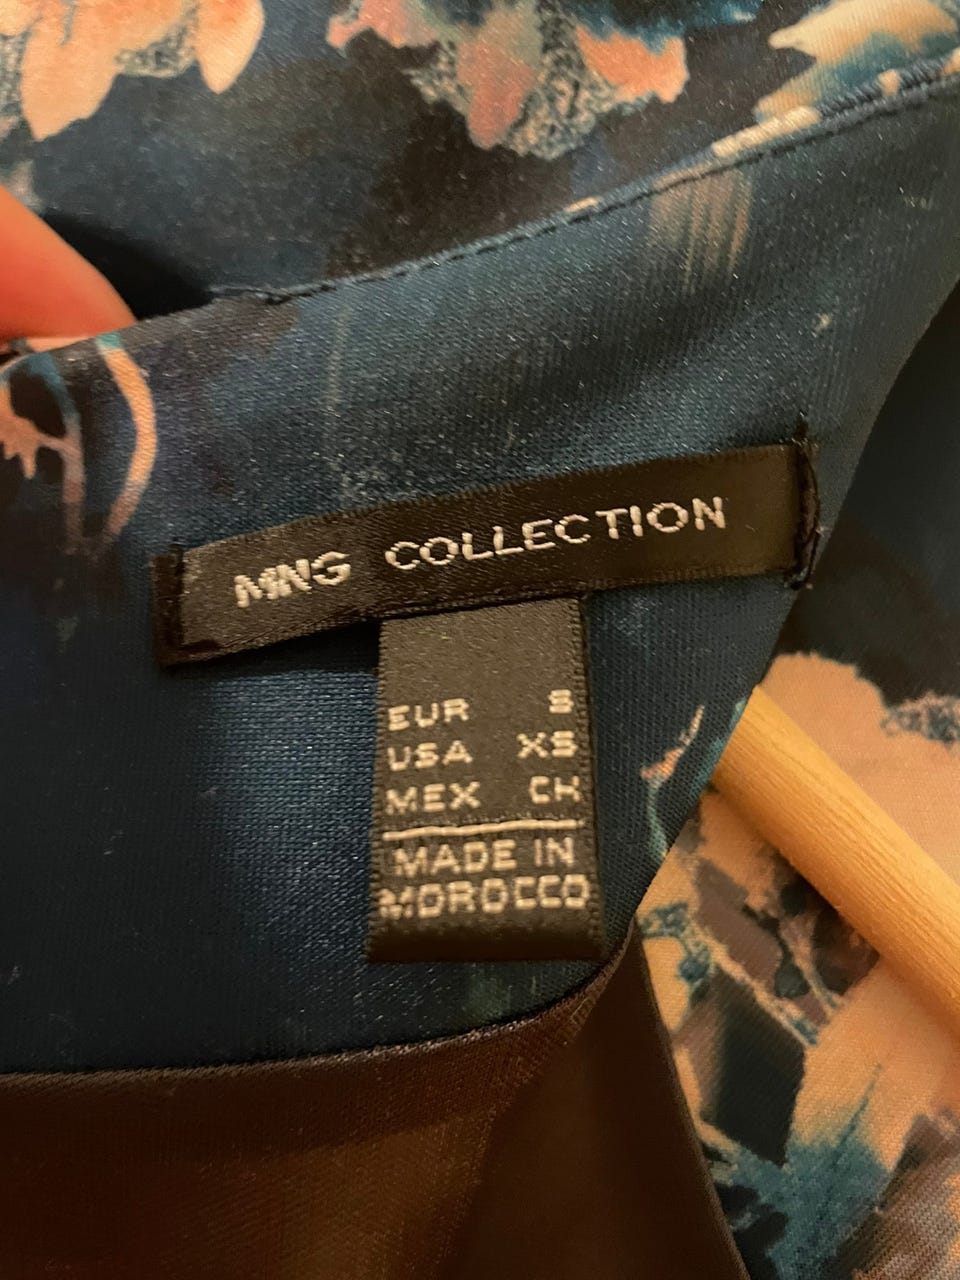 MNG COLLECTION
EUR S
USA XS
MEX CH
MADE IN
MOROCCO